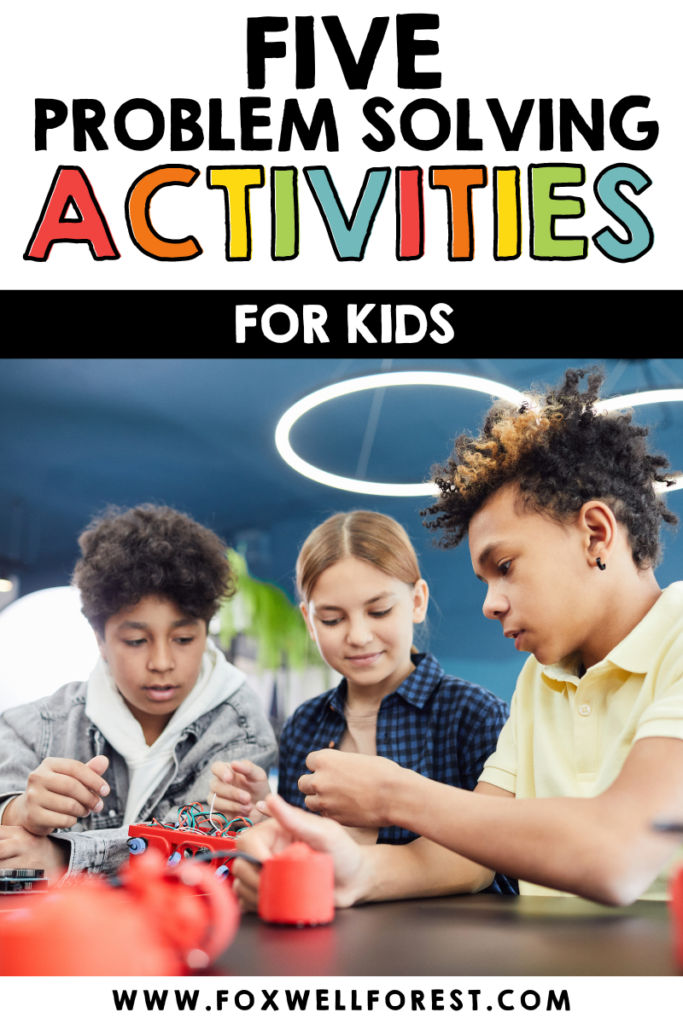 FIVE
PROBLEM SOLVING
ACTIVITIES
FOR KIDS
WWW.FOXWELLFOREST.COM